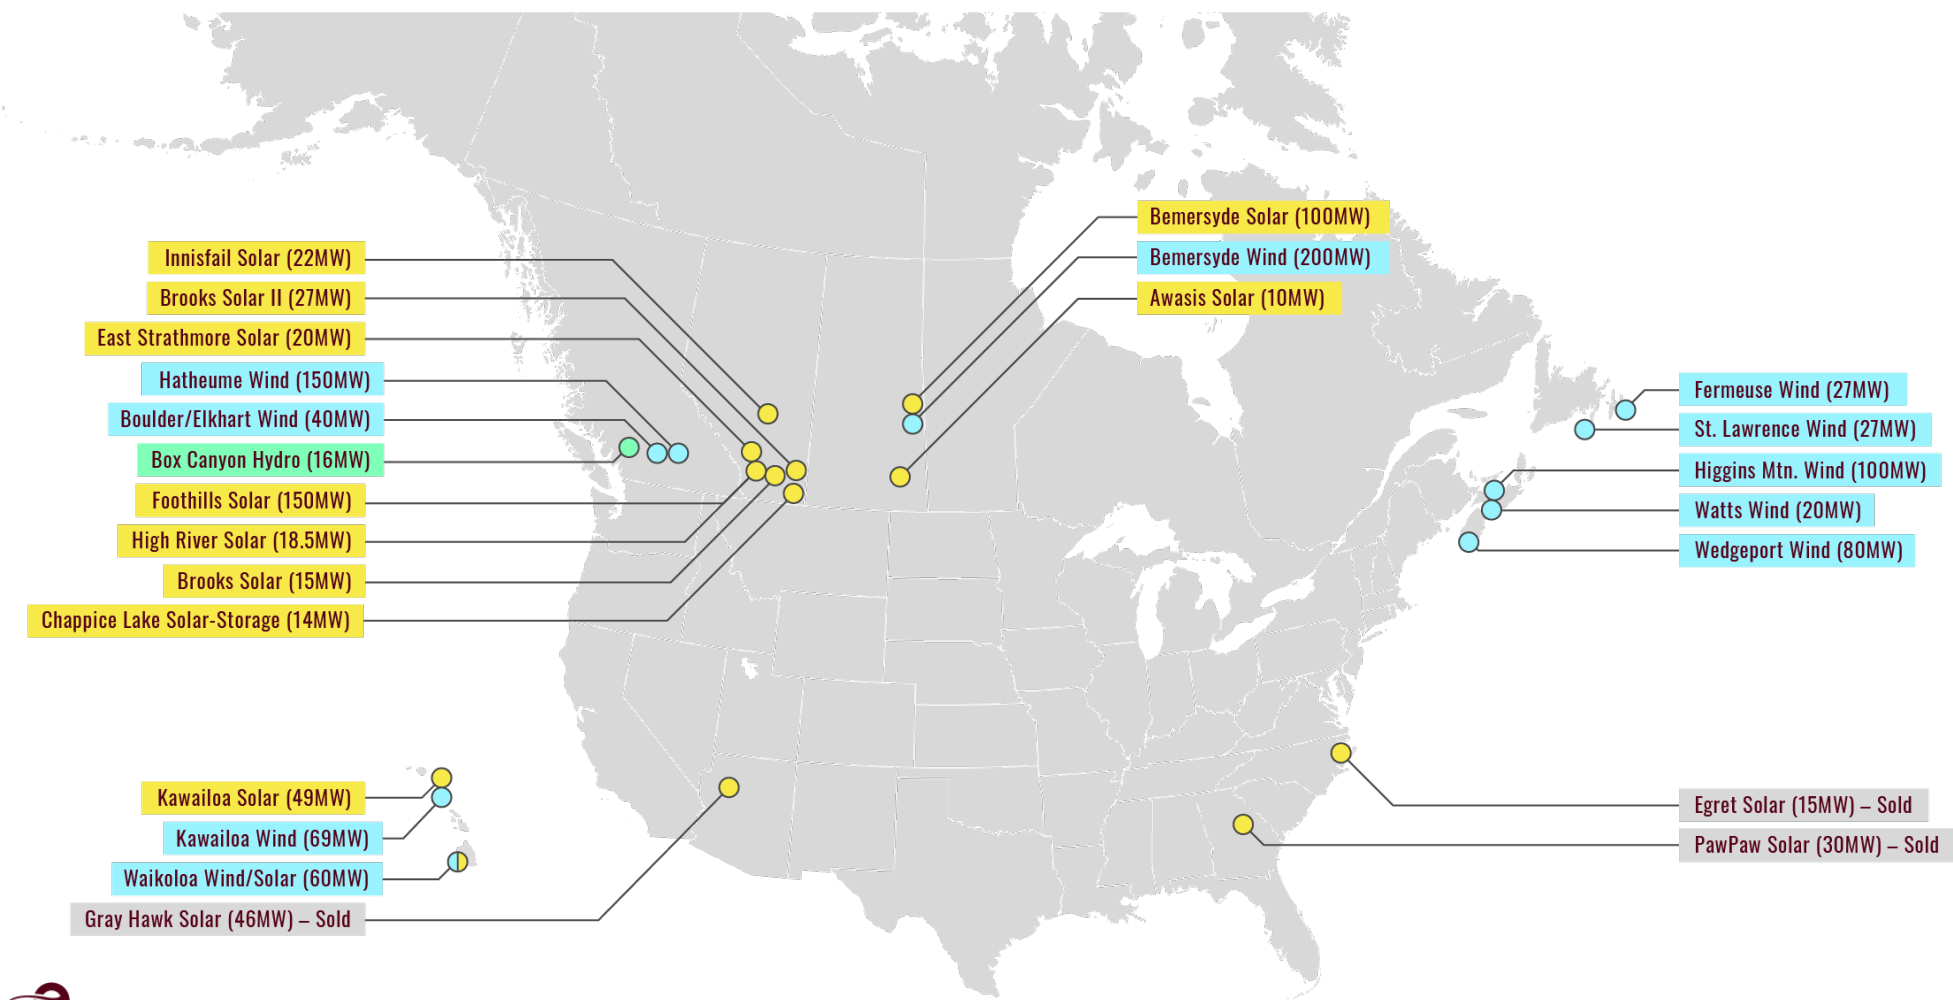 Innisfail Solar (22MW)
Brooks Solar II (27MW)
East Strathmore Solar (20MW)
Hatheume Wind (150MW)
Boulder/Elkhart Wind (40MW)
Box Canyon Hydro (16MW)
Foothills Solar (150MW)
High River Solar (18.5MW)
Brooks Solar (15MW)
Chappice Lake Solar-Storage (14MW)
Kawailoa Solar (49MW)
Kawailoa Wind (69MW)
Waikoloa Wind/Solar (60MW)
Gray Hawk Solar (46MW) – Sold
Bemersyde Solar (100MW)
Bemersyde Wind (200MW)
Awasis Solar (10MW)
Fermeuse Wind (27MW)
St. Lawrence Wind (27MW)
Higgins Mtn. Wind (100MW)
Watts Wind (20MW)
Wedgeport Wind (80MW)
Egret Solar (15MW) – Sold
PawPaw Solar (30MW) – Sold